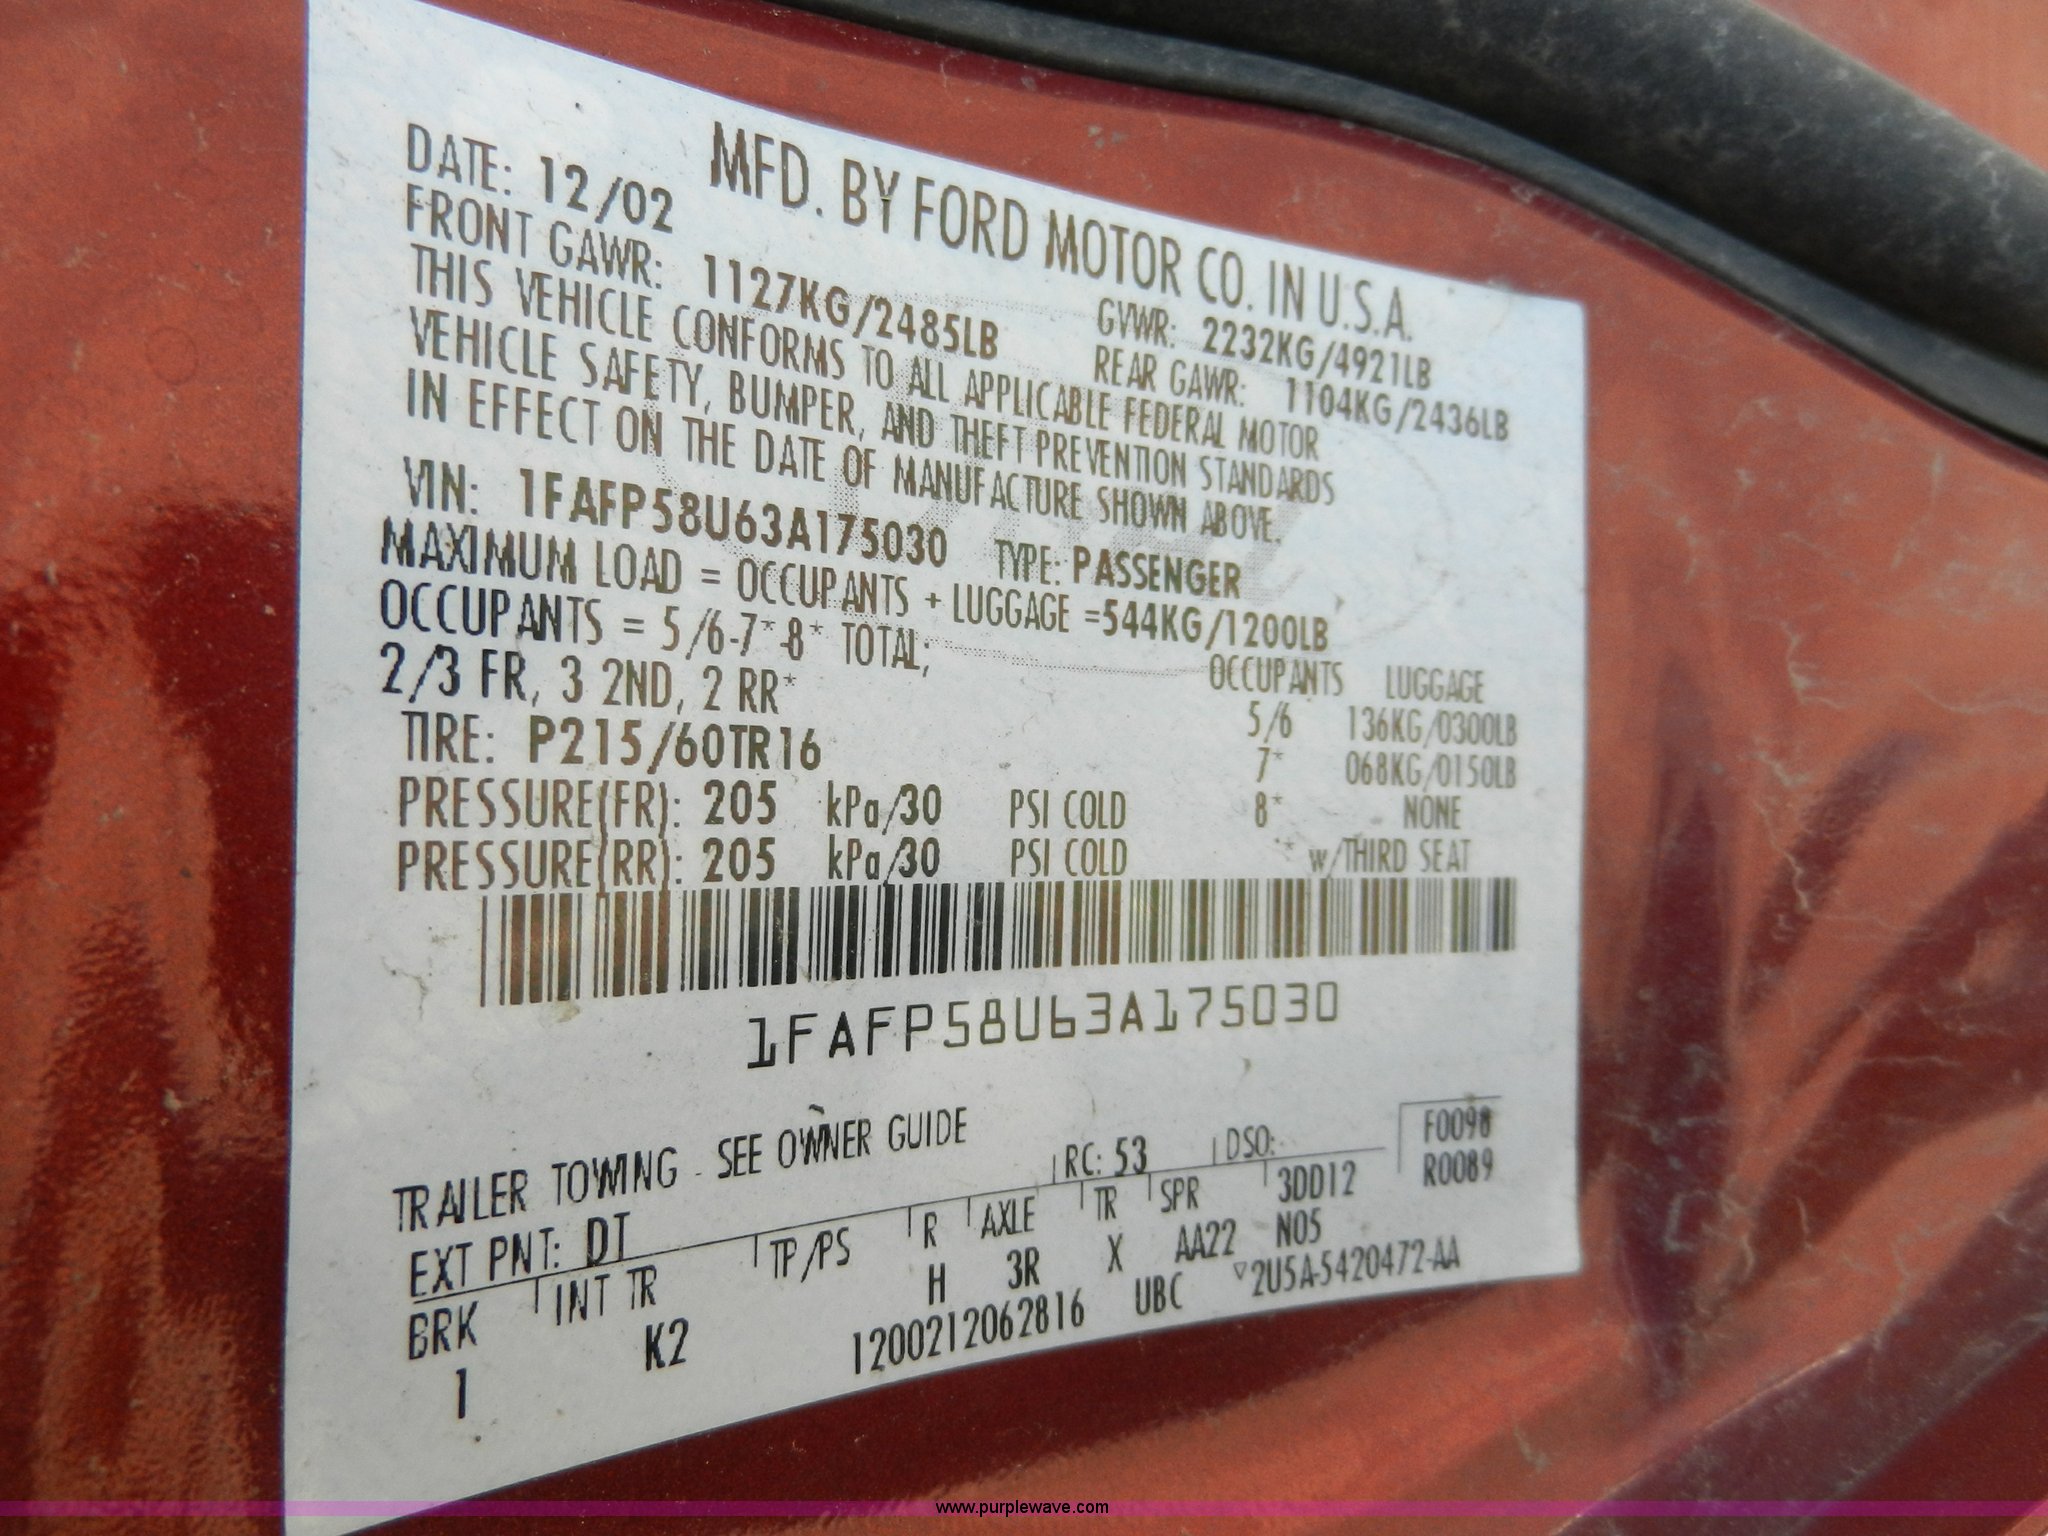 MFD. BY FORD MOTOR CO. IN U.S.A.
DATE: 12/02 GVWR: 2232KG/4921LB
FRONT GAWR: 1127KG/2485LB REAR GAWR: 1104KG/2436LB
THIS VEHICLE CONFORMS TO ALL APPLICABLE FEDERAL MOTOR
VEHICLE SAFETY, BUMPER, AND THEFT PREVENTION STANDARDS
IN EFFECT ON THE DATE OF MANUFACTURE SHOWN ABOVE.
VIN: 1FAFP58U63A175030 TYPE: PASSENGER
MAXIMUM LOAD = OCCUPANTS + LUGGAGE =544KG/1200LB
OCCUPANTS = 5/6-7*-8* TOTAL; OCCUPANTS LUGGAGE
2/3 FR, 3 2ND, 2 RR* 5/6 136KG/0300LB
TIRE: P215/60TR16 7* 068KG/0150LB
PRESSURE(FR): 205 kPa/30 PSI COLD 8* NONE
PRESSURE(RR): 205 kPa/30 PSI COLD * w/THIRD SEAT
1FAFP58U63A175030
TRAILER TOWING - SEE OWNER GUIDE
F0098
EXT PNT: DT RC: 53 DSO: R0089
BRK INT TR TP/PS R AXLE TR SPR 3DD12
1 K2 H 3R X AA22 N05
1200212062816 UBC ▽2U5A-5420472-AA
www.purplewave.com